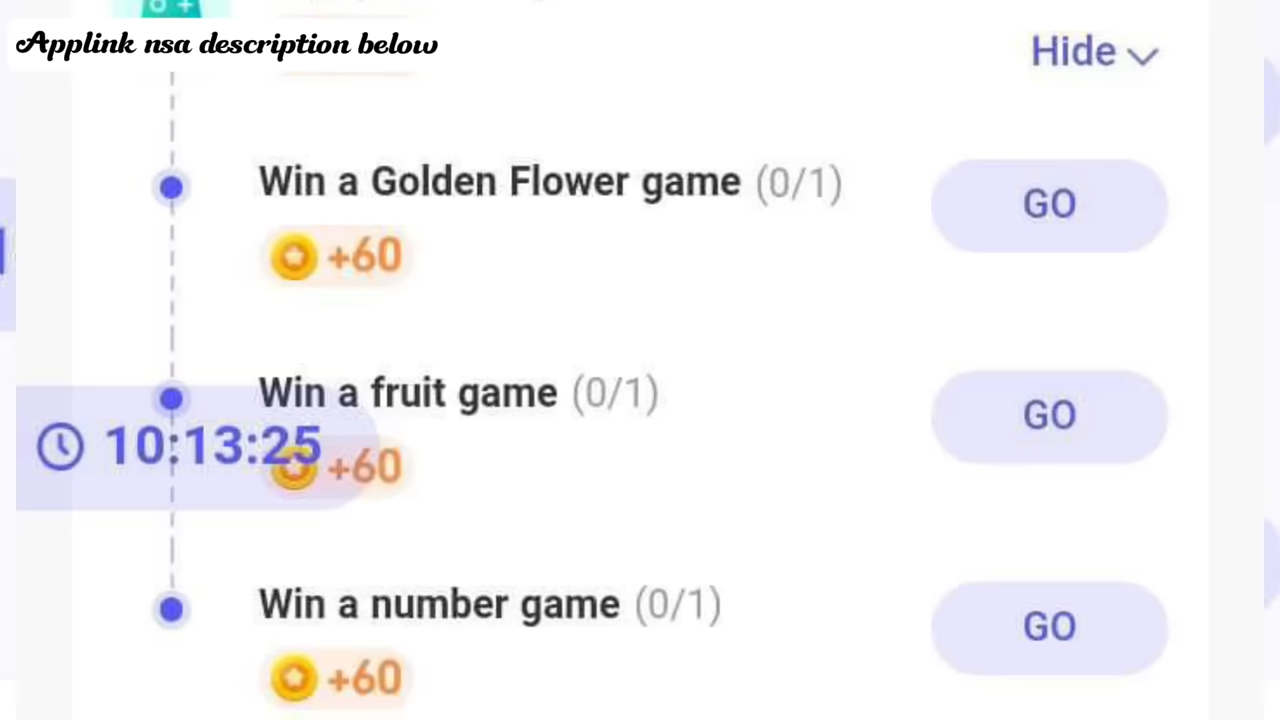 Applink nsa description below
Hide
Win a Golden Flower game (0/1)
GO
+60
Win a fruit game (0/1)
GO
10:13:25
+60
Win a number game (0/1)
GO
+60